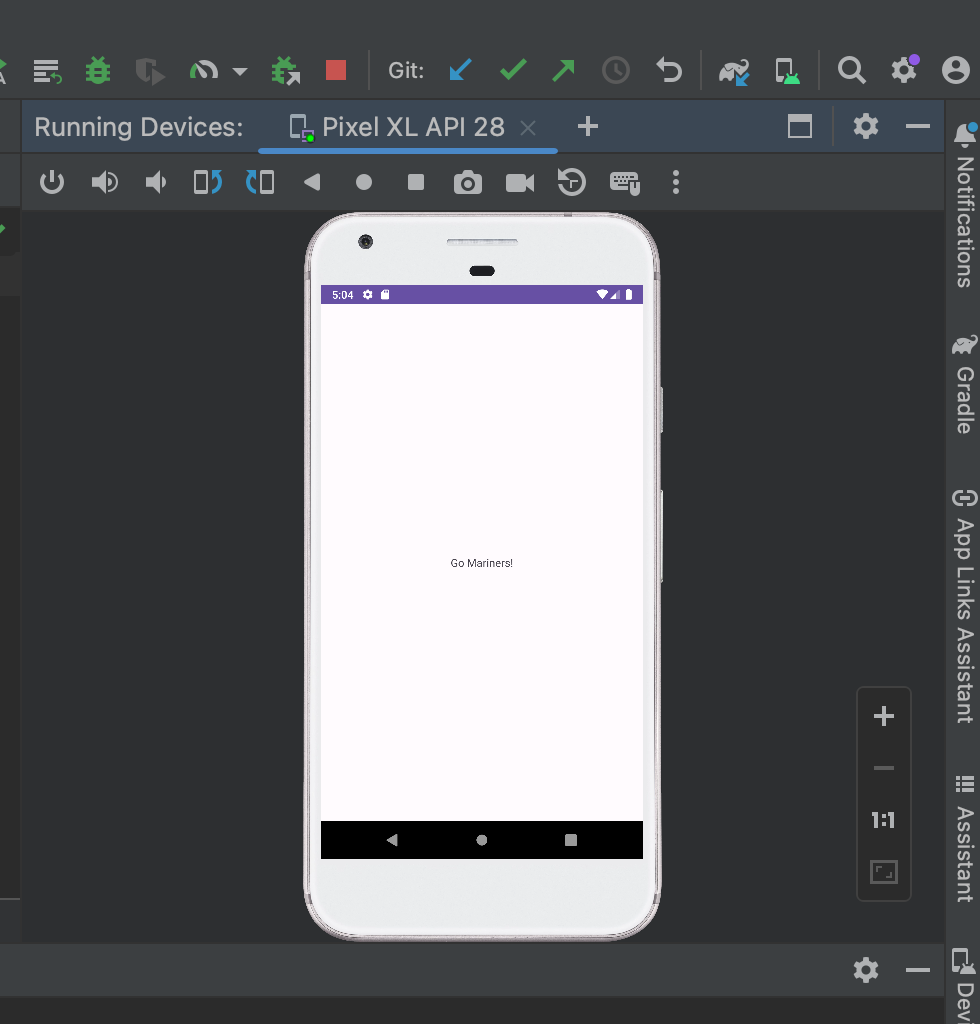 Git:
Running Devices:
Pixel XL API 28
5:04
Go Mariners!
1:1
Notifications
Gradle
App Links Assistant
Assistant